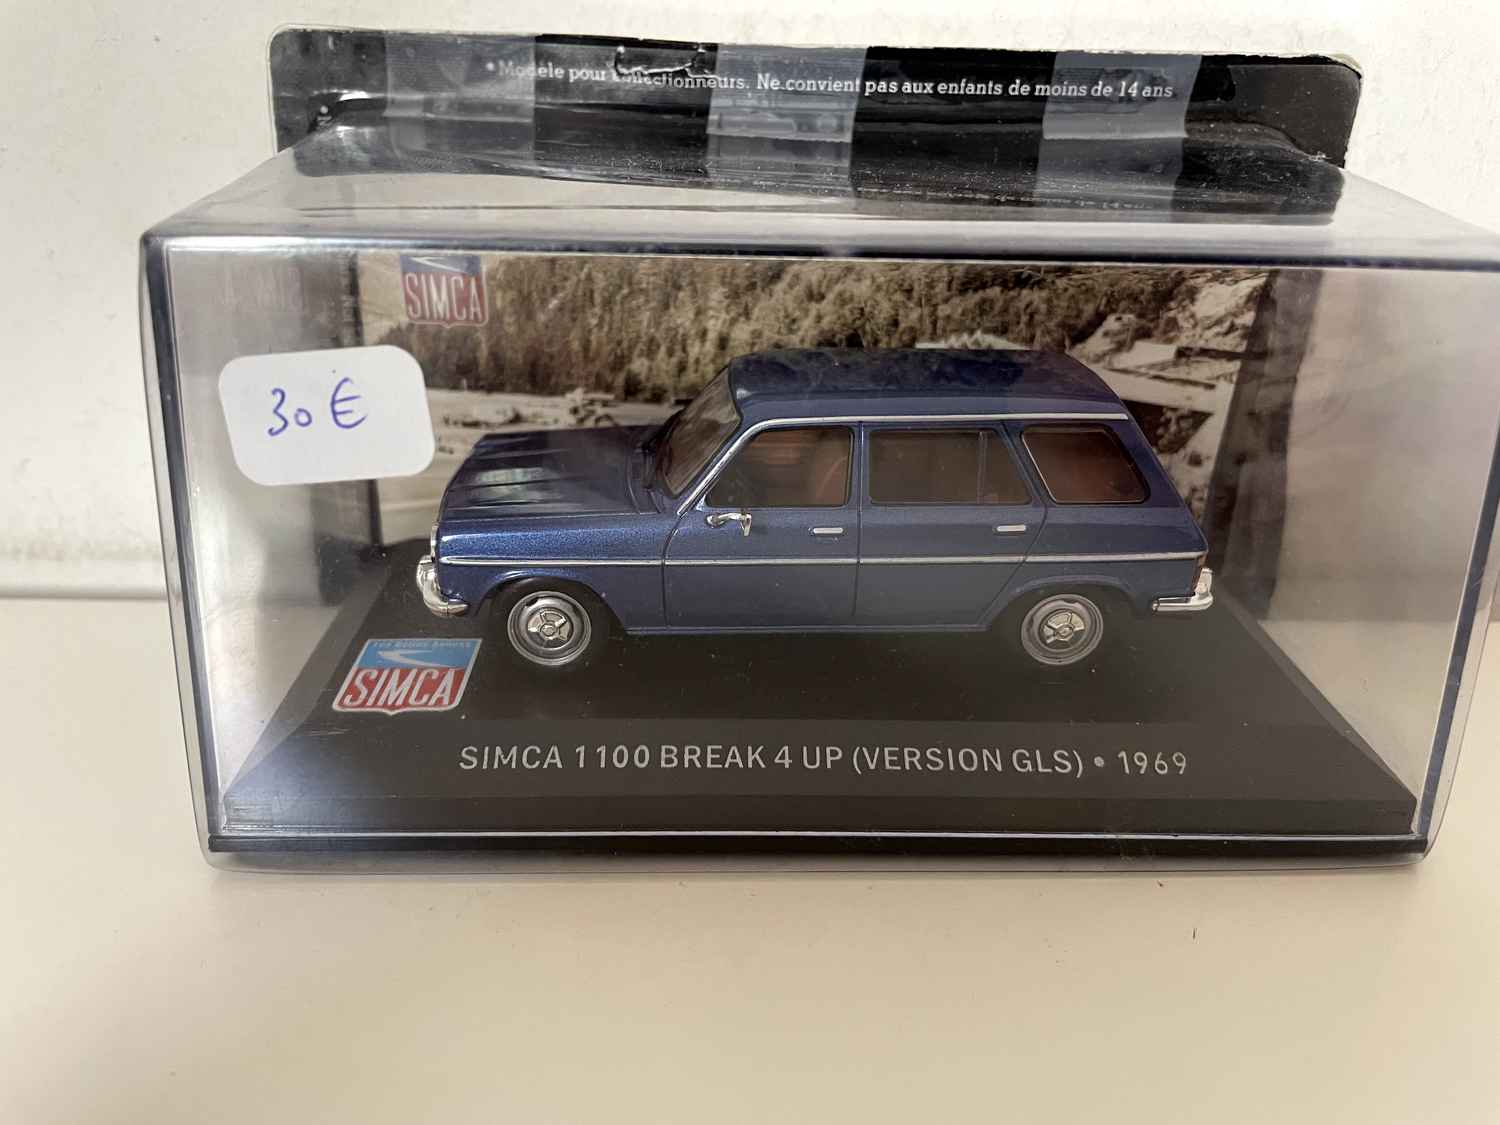 * Modèle pour collectionneurs. Ne convient pas aux enfants de moins de 14 ans
SIMCA
30 €
SIMCA
SIMCA 1100 BREAK 4 UP (VERSION GLS) • 1969